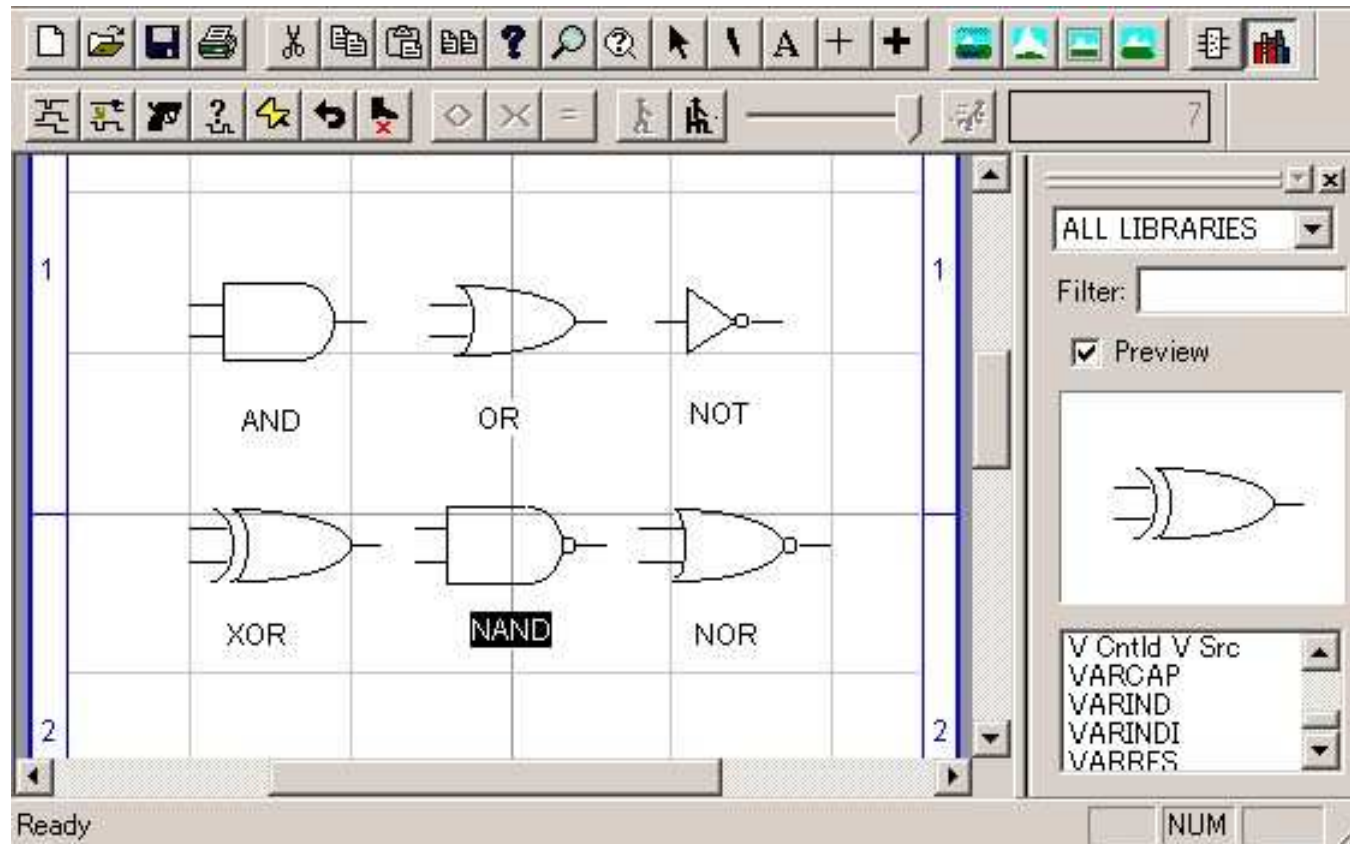 A
7
ALL LIBRARIES
Filter:
Preview
1
1
AND
OR
NOT
XOR
NAND
NOR
V Cntld V Src
VARCAP
VARIND
VARINDI
VARRES
2
2
Ready
NUM